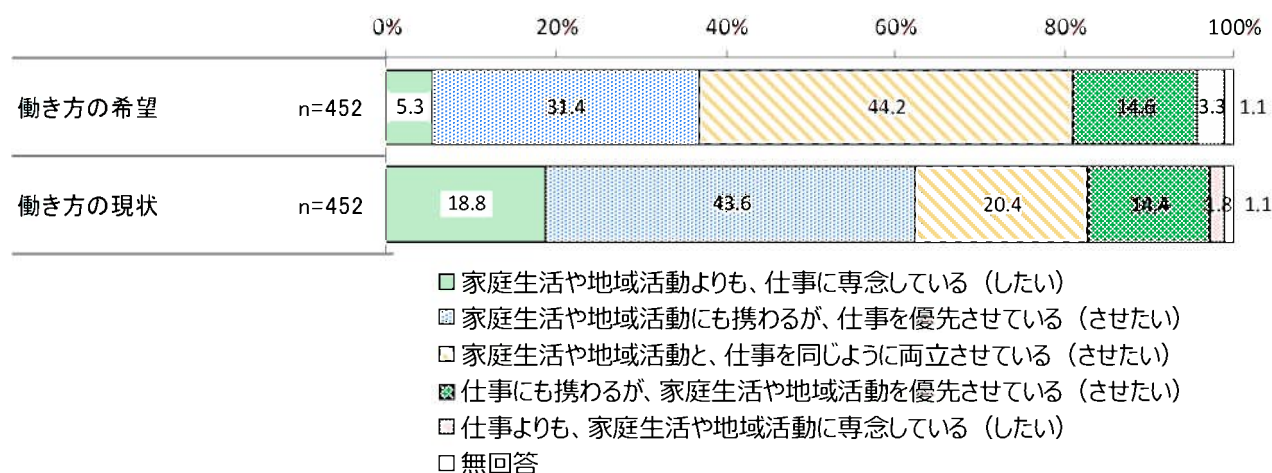 0% 20% 40% 60% 80% 100%
働き方の希望 n=452 5.3 31.4 44.2 14.6 3.3 1.1
働き方の現状 n=452 18.8 43.6 20.4 14.4 1.8 1.1
家庭生活や地域活動よりも、仕事に専念している（したい）
家庭生活や地域活動にも携わるが、仕事を優先させている（させたい）
家庭生活や地域活動と、仕事を同じように両立させている（させたい）
仕事にも携わるが、家庭生活や地域活動を優先させている（させたい）
仕事よりも、家庭生活や地域活動に専念している（したい）
無回答